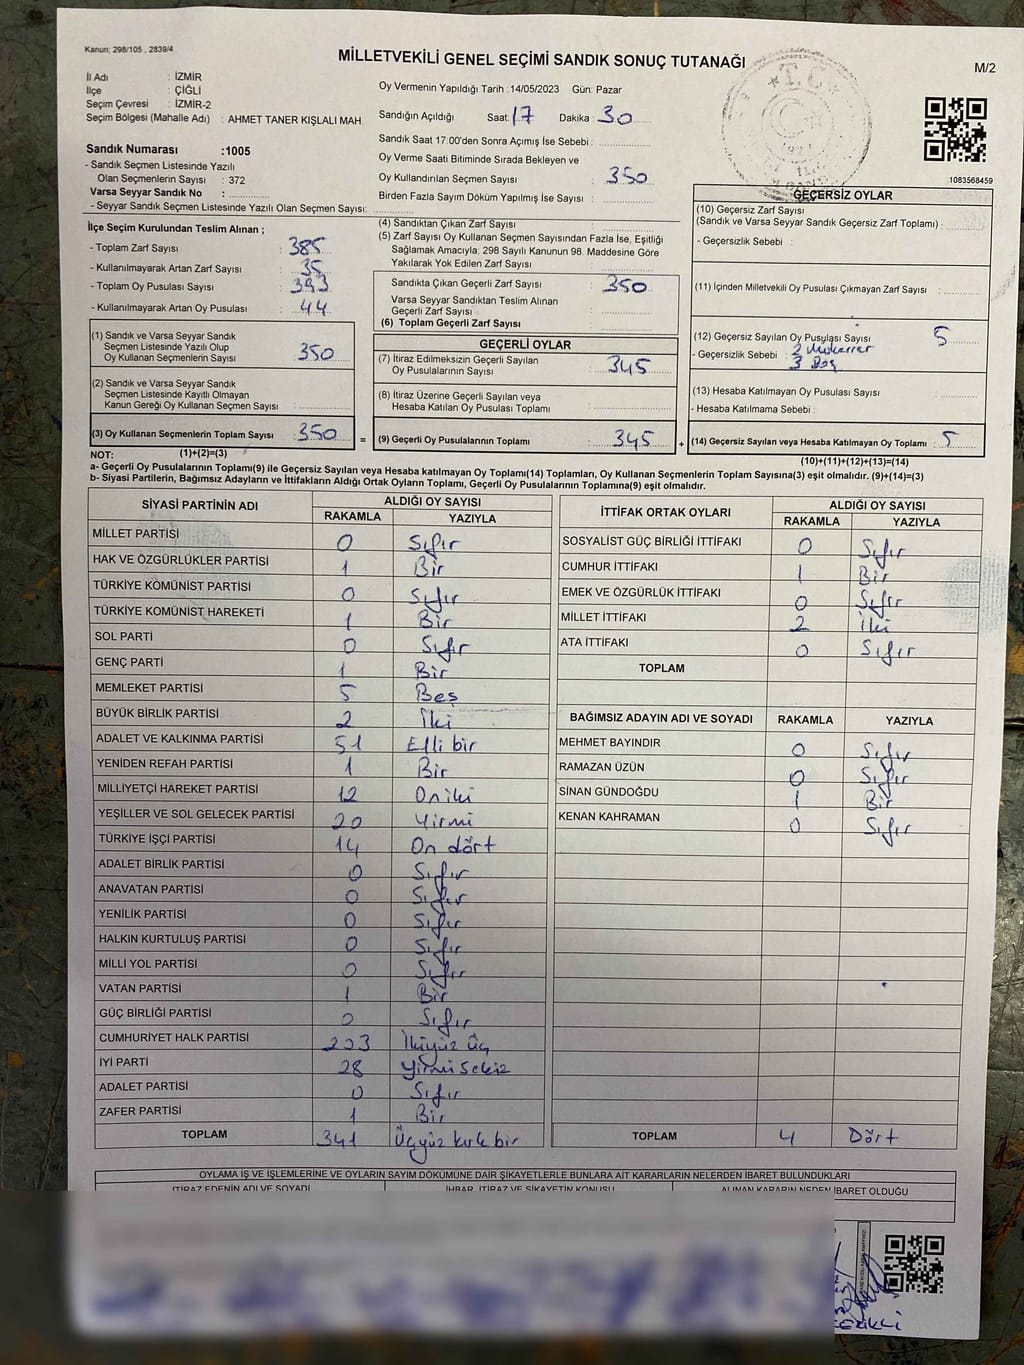 Kanun; 298/105 , 2839/4
MİLLETVEKİLİ GENEL SEÇİMİ SANDIK SONUÇ TUTANAĞI
M/2
İl Adı : İZMİR
İlçe : ÇİĞLİ
Seçim Çevresi : İZMİR-2
Seçim Bölgesi (Mahalle Adı) : AHMET TANER KIŞLALI MAH.
Sandık Numarası :1005
- Sandık Seçmen Listesinde Yazılı
Olan Seçmenlerin Sayısı : 372
Varsa Seyyar Sandık No :
- Seyyar Sandık Seçmen Listesinde Yazılı Olan Seçmen Sayısı:
Oy Vermenin Yapıldığı Tarih :14/05/2023 Gün: Pazar
Sandığın Açıldığı Saat: 17 Dakika : 30
Sandık Saat 17:00'den Sonra Açımış İse Sebebi :
Oy Verme Saati Bitiminde Sırada Bekleyen ve
Oy Kullandırılan Seçmen Sayısı : 350
Birden Fazla Sayım Döküm Yapılmış İse Sayısı :
T.C.
1083568459
İlçe Seçim Kurulundan Teslim Alınan ;
- Toplam Zarf Sayısı : 385
- Kullanılmayarak Artan Zarf Sayısı : 35
- Toplam Oy Pusulası Sayısı : 393
- Kullanılmayarak Artan Oy Pusulası : 44
(1) Sandık ve Varsa Seyyar Sandık
Seçmen Listesinde Yazılı Olup
Oy Kullanan Seçmenlerin Sayısı : 350
(2) Sandık ve Varsa Seyyar Sandık
Seçmen Listesinde Kayıtlı Olmayan
Kanun Gereği Oy Kullanan Seçmen Sayısı :
(3) Oy Kullanan Seçmenlerin Toplam Sayısı : 350
(1)+(2)=(3)
(4) Sandıktan Çıkan Zarf Sayısı :
(5) Zarf Sayısı Oy Kullanan Seçmen Sayısından Fazla İse, Eşitliği
Sağlamak Amacıyla, 298 Sayılı Kanunun 98. Maddesine Göre
Yakılarak Yok Edilen Zarf Sayısı :
Sandıkta Çıkan Geçerli Zarf Sayısı : 350
Varsa Seyyar Sandıktan Teslim Alınan
Geçerli Zarf Sayısı :
(6) Toplam Geçerli Zarf Sayısı :
GEÇERLİ OYLAR
(7) İtiraz Edilmeksizin Geçerli Sayılan
Oy Pusulalarının Sayısı : 345
(8) İtiraz Üzerine Geçerli Sayılan veya
Hesaba Katılan Oy Pusulası Toplamı :
= (9) Geçerli Oy Pusulalarının Toplamı : 345
GEÇERSİZ OYLAR
(10) Geçersiz Zarf Sayısı
(Sandık ve Varsa Seyyar Sandık Geçersiz Zarf Toplamı) :
- Geçersizlik Sebebi :
(11) İçinden Milletvekili Oy Pusulası Çıkmayan Zarf Sayısı :
(12) Geçersiz Sayılan Oy Pusulası Sayısı : 5
- Geçersizlik Sebebi : 2 Mükerrer
3 Boş
(13) Hesaba Katılmayan Oy Pusulası Sayısı :
- Hesaba Katılmama Sebebi :
+ (14) Geçersiz Sayılan veya Hesaba Katılmayan Oy Toplamı : 5
(10)+(11)+(12)+(13)=(14)
NOT:
a- Geçerli Oy Pusulalarının Toplamı(9) ile Geçersiz Sayılan veya Hesaba katılmayan Oy Toplamı(14) Toplamları, Oy Kullanan Seçmenlerin Toplam Sayısına(3) eşit olmalıdır. (9)+(14)=(3)
b- Siyasi Partilerin, Bağımsız Adayların ve İttifakların Aldığı Ortak Oyların Toplamı, Geçerli Oy Pusulalarının Toplamına(9) eşit olmalıdır.
SİYASİ PARTİNİN ADI ALDIĞI OY SAYISI
RAKAMLA YAZIYLA
MİLLET PARTİSİ 0 Sıfır
HAK VE ÖZGÜRLÜKLER PARTİSİ 1 Bir
TÜRKİYE KOMÜNİST PARTİSİ 0 Sıfır
TÜRKİYE KOMÜNİST HAREKETİ 1 Bir
SOL PARTİ 0 Sıfır
GENÇ PARTİ 1 Bir
MEMLEKET PARTİSİ 5 Beş
BÜYÜK BİRLİK PARTİSİ 2 İki
ADALET VE KALKINMA PARTİSİ 51 Elli bir
YENİDEN REFAH PARTİSİ 1 Bir
MİLLİYETÇİ HAREKET PARTİSİ 12 Oniki
YEŞİLLER VE SOL GELECEK PARTİSİ 20 Yirmi
TÜRKİYE İŞÇİ PARTİSİ 14 On dört
ADALET BİRLİK PARTİSİ 0 Sıfır
ANAVATAN PARTİSİ 0 Sıfır
YENİLİK PARTİSİ 0 Sıfır
HALKIN KURTULUŞ PARTİSİ 0 Sıfır
MİLLİ YOL PARTİSİ 0 Sıfır
VATAN PARTİSİ 1 Bir
GÜÇ BİRLİĞİ PARTİSİ 0 Sıfır
CUMHURİYET HALK PARTİSİ 203 İkiyüz üç
İYİ PARTİ 28 Yirmi sekiz
ADALET PARTİSİ 0 Sıfır
ZAFER PARTİSİ 1 Bir
TOPLAM 341 Üçyüz kırk bir
İTTİFAK ORTAK OYLARI ALDIĞI OY SAYISI
RAKAMLA YAZIYLA
SOSYALİST GÜÇ BİRLİĞİ İTTİFAKI 0 Sıfır
CUMHUR İTTİFAKI 1 Bir
EMEK VE ÖZGÜRLÜK İTTİFAKI 0 Sıfır
MİLLET İTTİFAKI 2 İki
ATA İTTİFAKI 0 Sıfır
TOPLAM
BAĞIMSIZ ADAYIN ADI VE SOYADI RAKAMLA YAZIYLA
MEHMET BAYINDIR 0 Sıfır
RAMAZAN ÜZÜN 0 Sıfır
SİNAN GÜNDOĞDU 1 Bir
KENAN KAHRAMAN 0 Sıfır
TOPLAM 4 Dört
OYLAMA İŞ VE İŞLEMLERİNE VE OYLARIN SAYIM DÖKÜMÜNE DAİR ŞİKAYETLERLE BUNLARA AİT KARARLARIN NELERDEN İBARET BULUNDUKLARI
İTİRAZ EDENİN ADI VE SOYADI İHBAR, İTİRAZ VE ŞİKAYETİN KONUSU ALINAN KARARIN NEDEN İBARET OLDUĞU